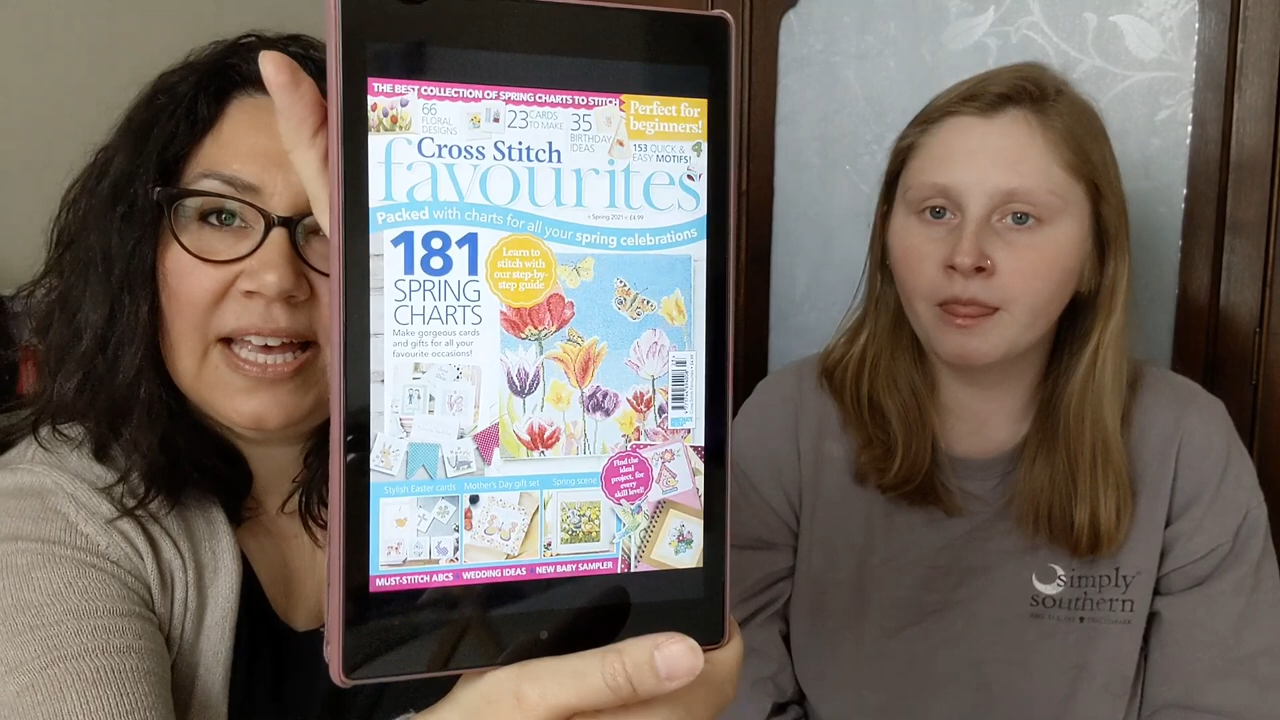 THE BEST COLLECTION OF SPRING CHARTS TO STITCH
66
FLORAL
DESIGNS
23 CARDS
TO MAKE
35
BIRTHDAY
IDEAS
Perfect for
beginners!
153 QUICK &
EASY MOTIFS!
Cross Stitch
favourites
Spring 2021 £4.99
Packed with charts for all your spring celebrations
181
SPRING
CHARTS
Make gorgeous cards
and gifts for all your
favourite occasions!
Learn to
stitch with
our step-by-
step guide
Find the
ideal
project, for
every
skill level!
Stylish Easter cards
Mother's Day gift set
Spring scene
MUST-STITCH ABCS WEDDING IDEAS NEW BABY SAMPLER
simply
southern